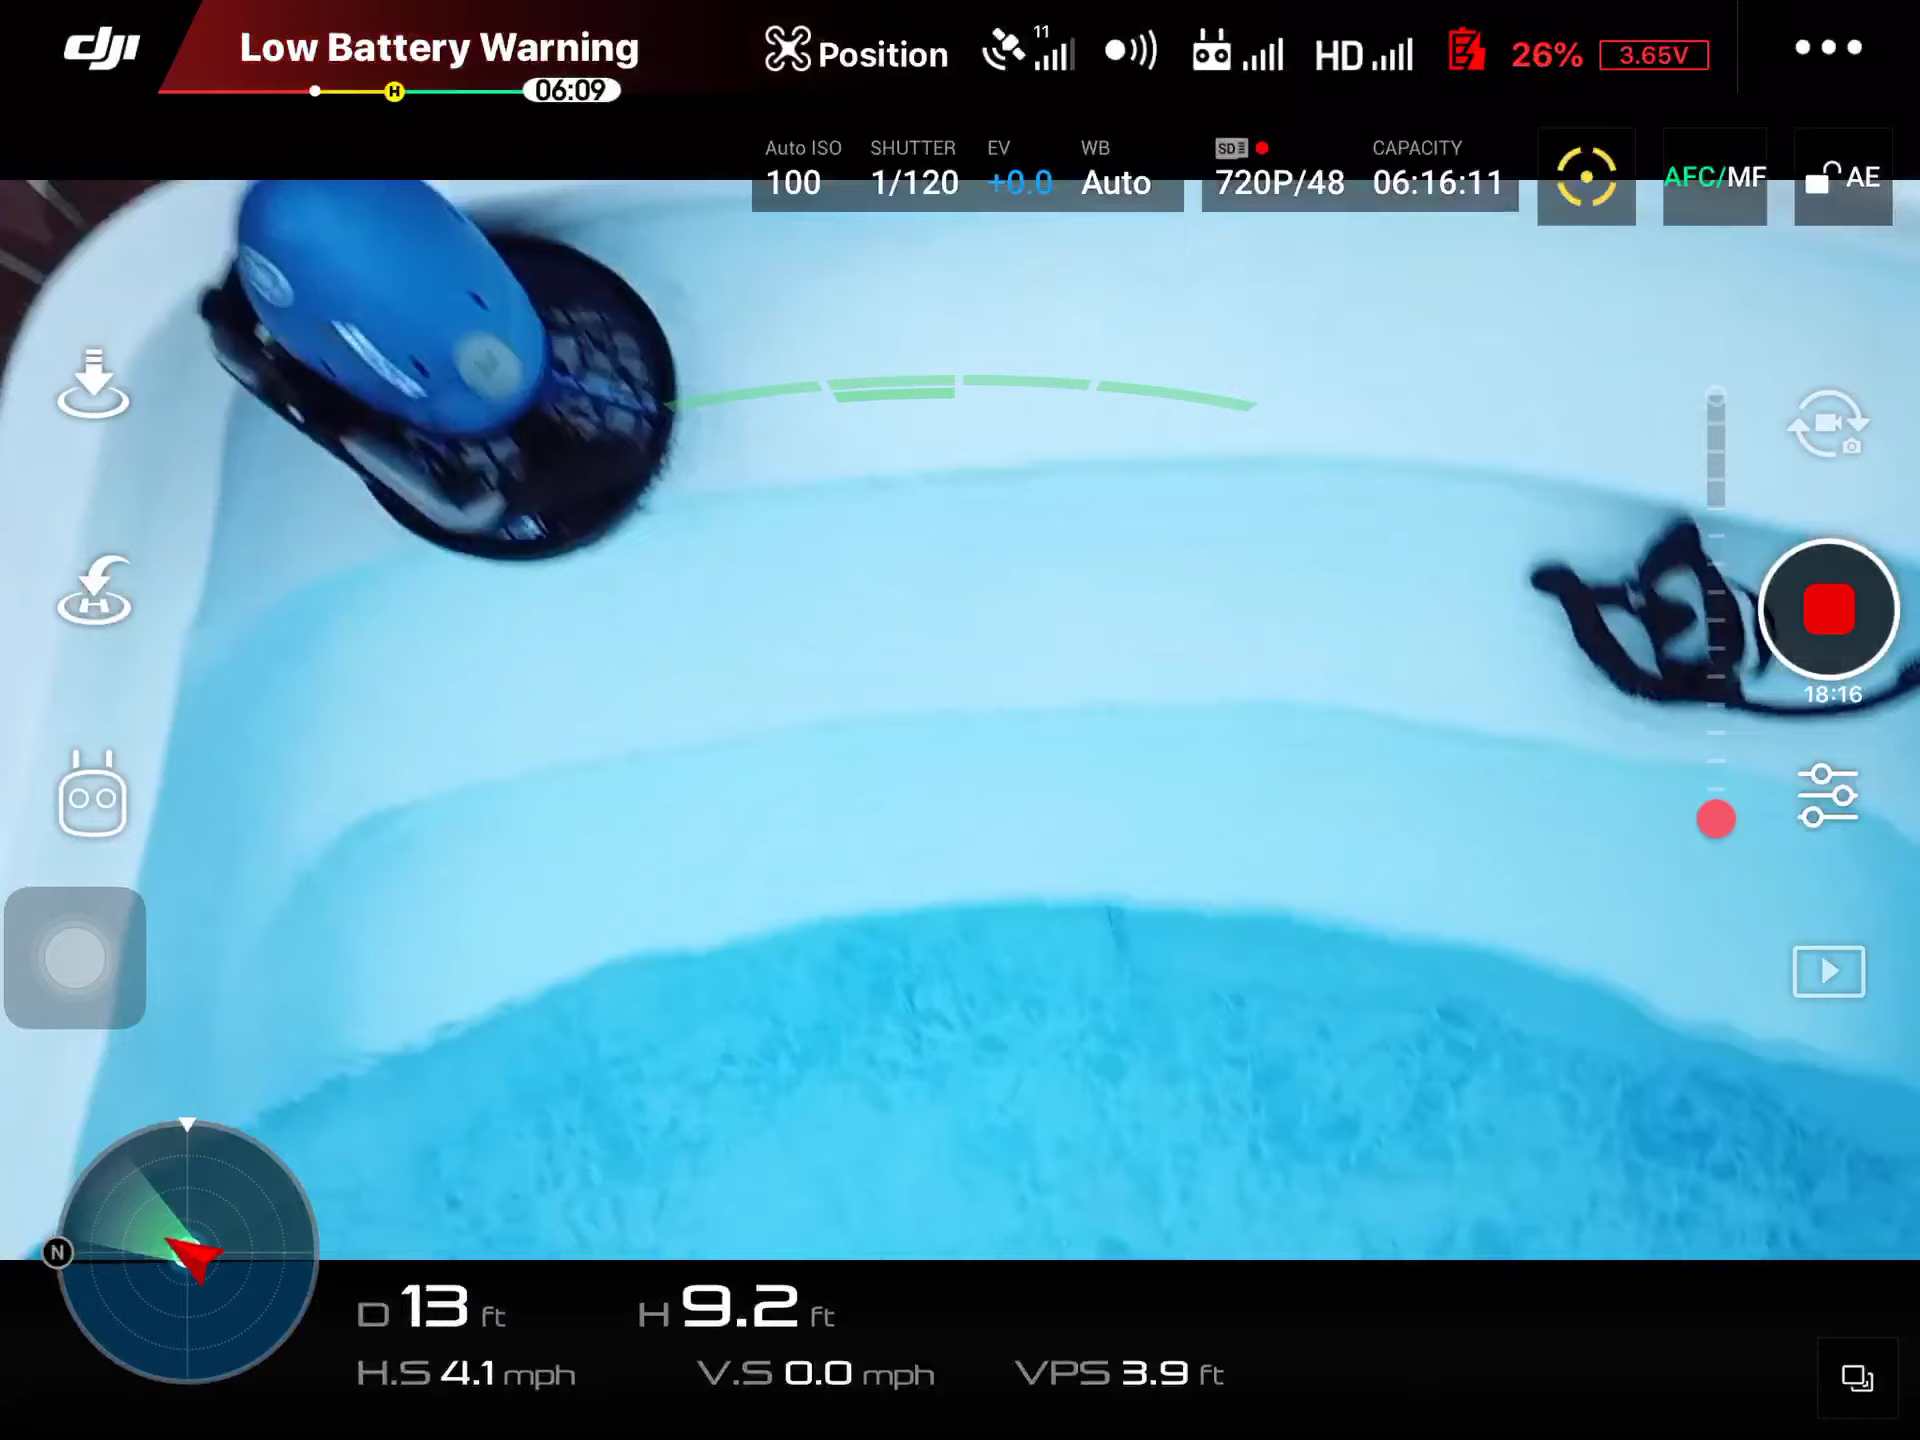 dji Low Battery Warning Position 11 HD 26% 3.65V
H 06:09
Auto ISO SHUTTER EV WB SD CAPACITY
100 1/120 +0.0 Auto 720P/48 06:16:11 AFC/MF AE
H
18:16
N
D 13 ft H 9.2 ft
H.S 4.1 mph V.S 0.0 mph VPS 3.9 ft